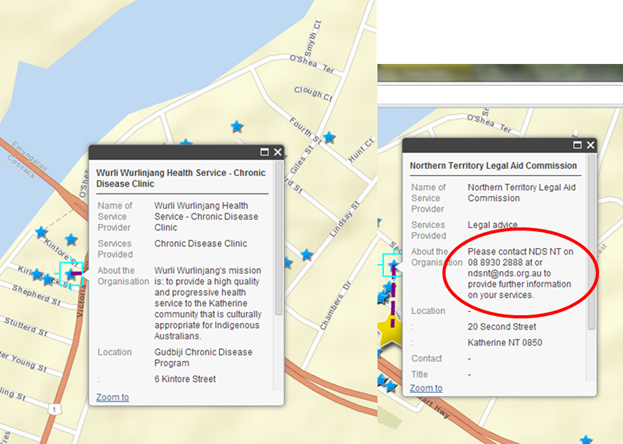 Smyth Ct
O'Shea Ter
Clough Ct
Fourth St
Hunt Ct
Giles St
Lindsay St
Chambers Dr
Kintore
Victoria
Shepherd St
Stutterd St
1
Wurli Wurlinjang Health Service - Chronic
Disease Clinic
Name of
Service
Provider
Wurli Wurlinjang Health
Service - Chronic Disease
Clinic
Services
Provided
Chronic Disease Clinic
About the
Organisation
Wurli Wurlinjang's mission
is: to provide a high quality
and progressive health
service to the Katherine
community that is culturally
appropriate for Indigenous
Australians.
Location
Gudbiji Chronic Disease
Program
:
6 Kintore Street
Zoom to
O'Shea Ter
Northern Territory Legal Aid Commission
Name of
Service
Provider
Northern Territory Legal Aid
Commission
Services
Provided
Legal advice
About the
Organisation
Please contact NDS NT on
08 8930 2888 at or
ndsnt@nds.org.au to
provide further information
on your services.
Location
-
:
20 Second Street
:
Katherine NT 0850
Contact
-
Title
-
Zoom to